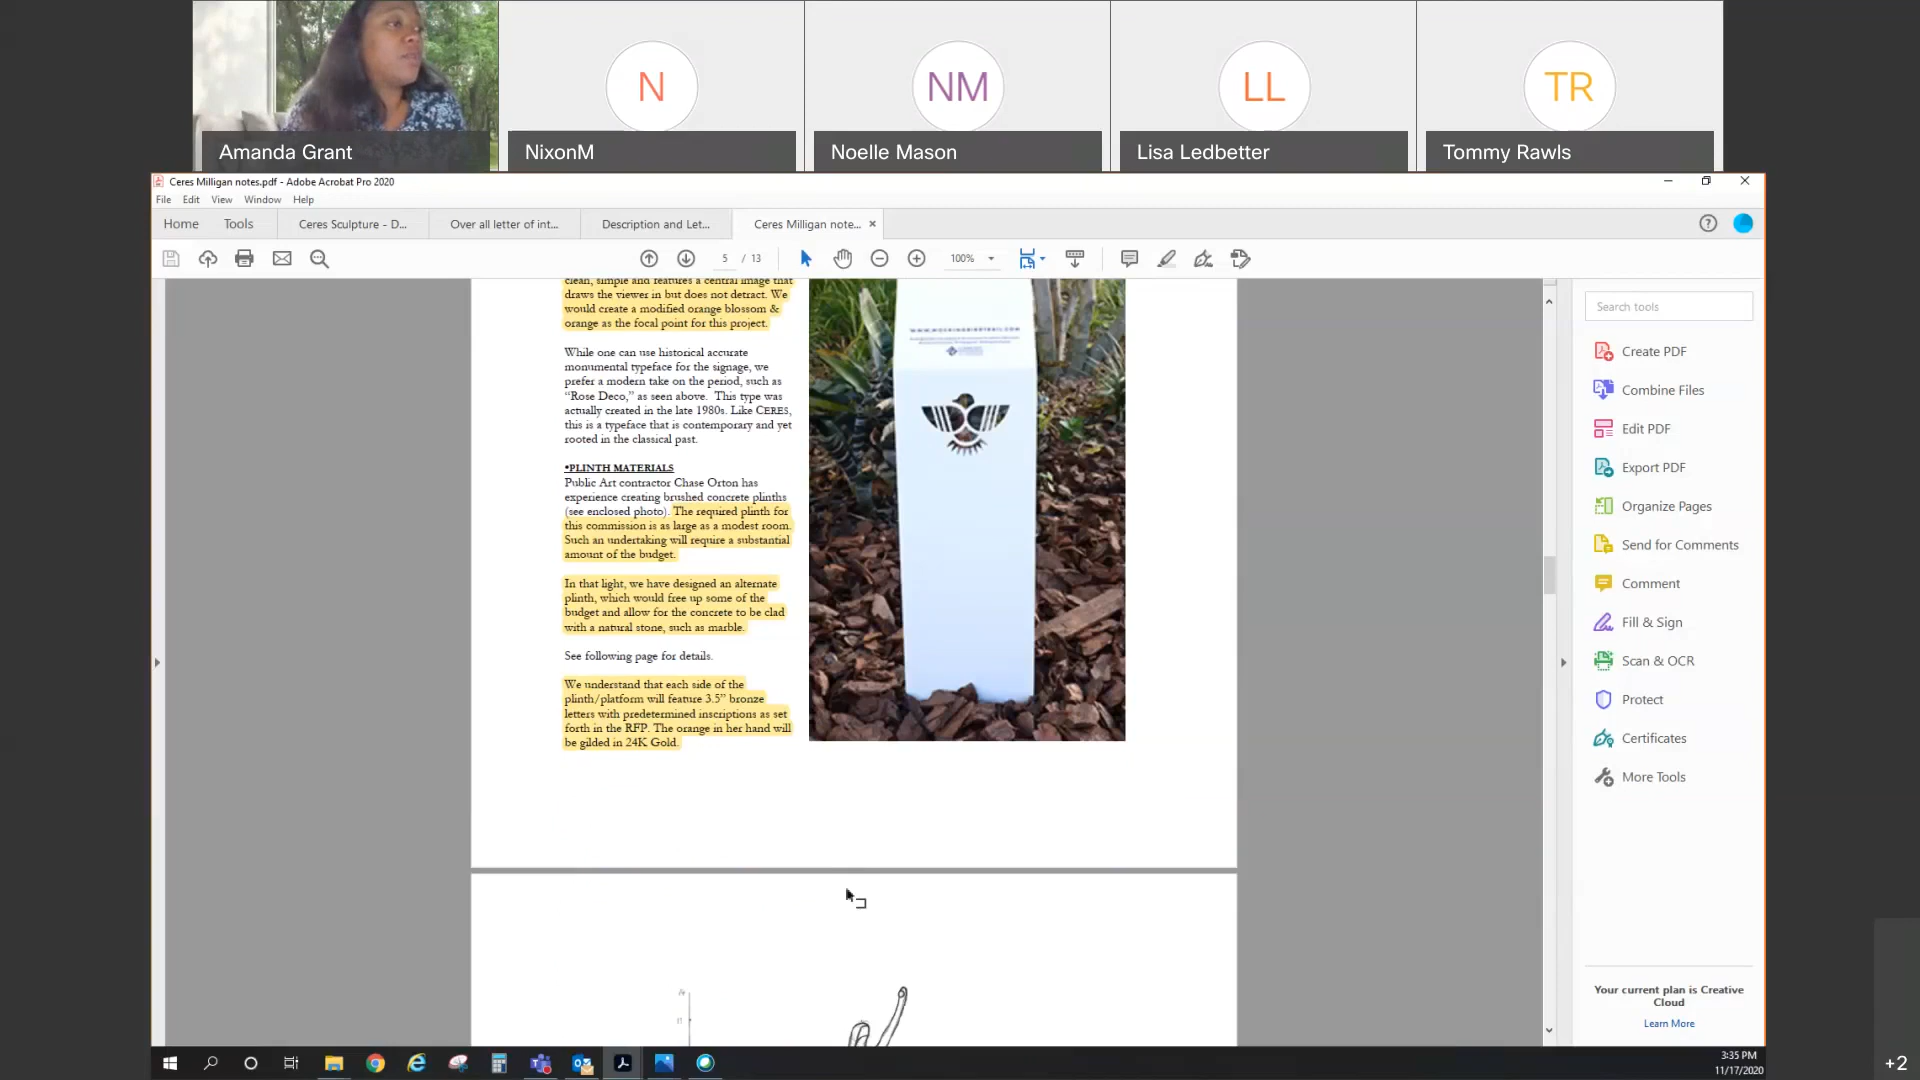 N
NM
LL
TR
Amanda Grant
NixonM
Noelle Mason
Lisa Ledbetter
Tommy Rawls
Ceres Milligan notes.pdf - Adobe Acrobat Pro 2020
File Edit View Window Help
Home Tools Ceres Sculpture - D... Over all letter of int... Description and Let... Ceres Milligan note... ×
5 / 13 100%
clean, simple and features a central image that
draws the viewer in but does not detract. We
would create a modified orange blossom &
orange as the focal point for this project.
While one can use historical accurate
monumental typeface for the signage, we
prefer a modern take on the period, such as
“Rose Deco,” as seen above. This type was
actually created in the late 1980s. Like CERES,
this is a typeface that is contemporary and yet
rooted in the classical past.
•PLINTH MATERIALS
Public Art contractor Chase Orton has
experience creating brushed concrete plinths
(see enclosed photo). The required plinth for
this commission is as large as a modest room.
Such an undertaking will require a substantial
amount of the budget.
In that light, we have designed an alternate
plinth, which would free up some of the
budget and allow for the concrete to be clad
with a natural stone, such as marble.
See following page for details.
We understand that each side of the
plinth/platform will feature 3.5” bronze
letters with predetermined inscriptions as set
forth in the RFP. The orange in her hand will
be gilded in 24K Gold.
Search tools
Create PDF
Combine Files
Edit PDF
Export PDF
Organize Pages
Send for Comments
Comment
Fill & Sign
Scan & OCR
Protect
Certificates
More Tools
Your current plan is Creative
Cloud
Learn More
3:35 PM
11/17/2020
+2